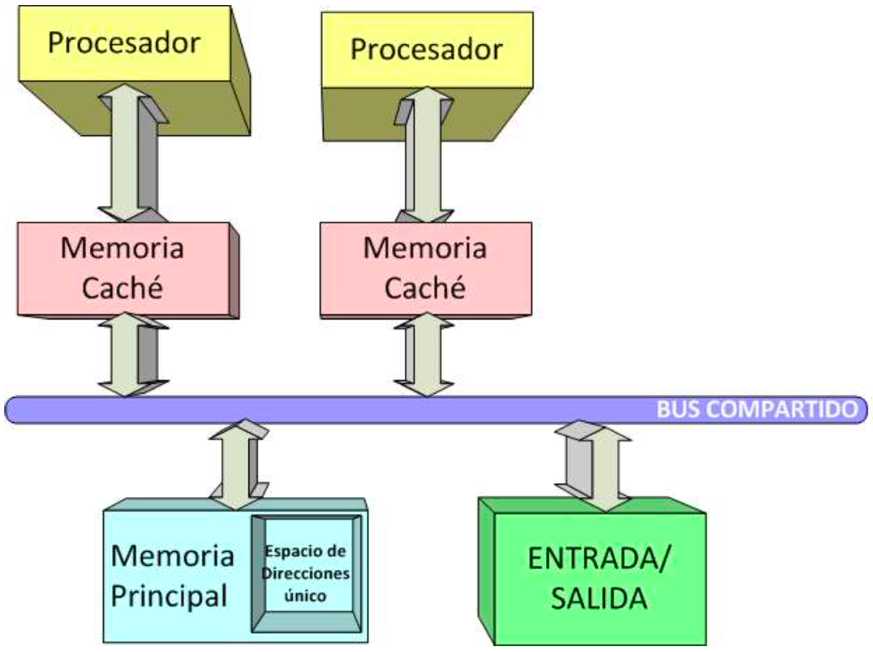 Procesador
Procesador
Memoria
Caché
Memoria
Caché
BUS COMPARTIDO
Memoria
Principal
Espacio de
Direcciones
único
ENTRADA/
SALIDA